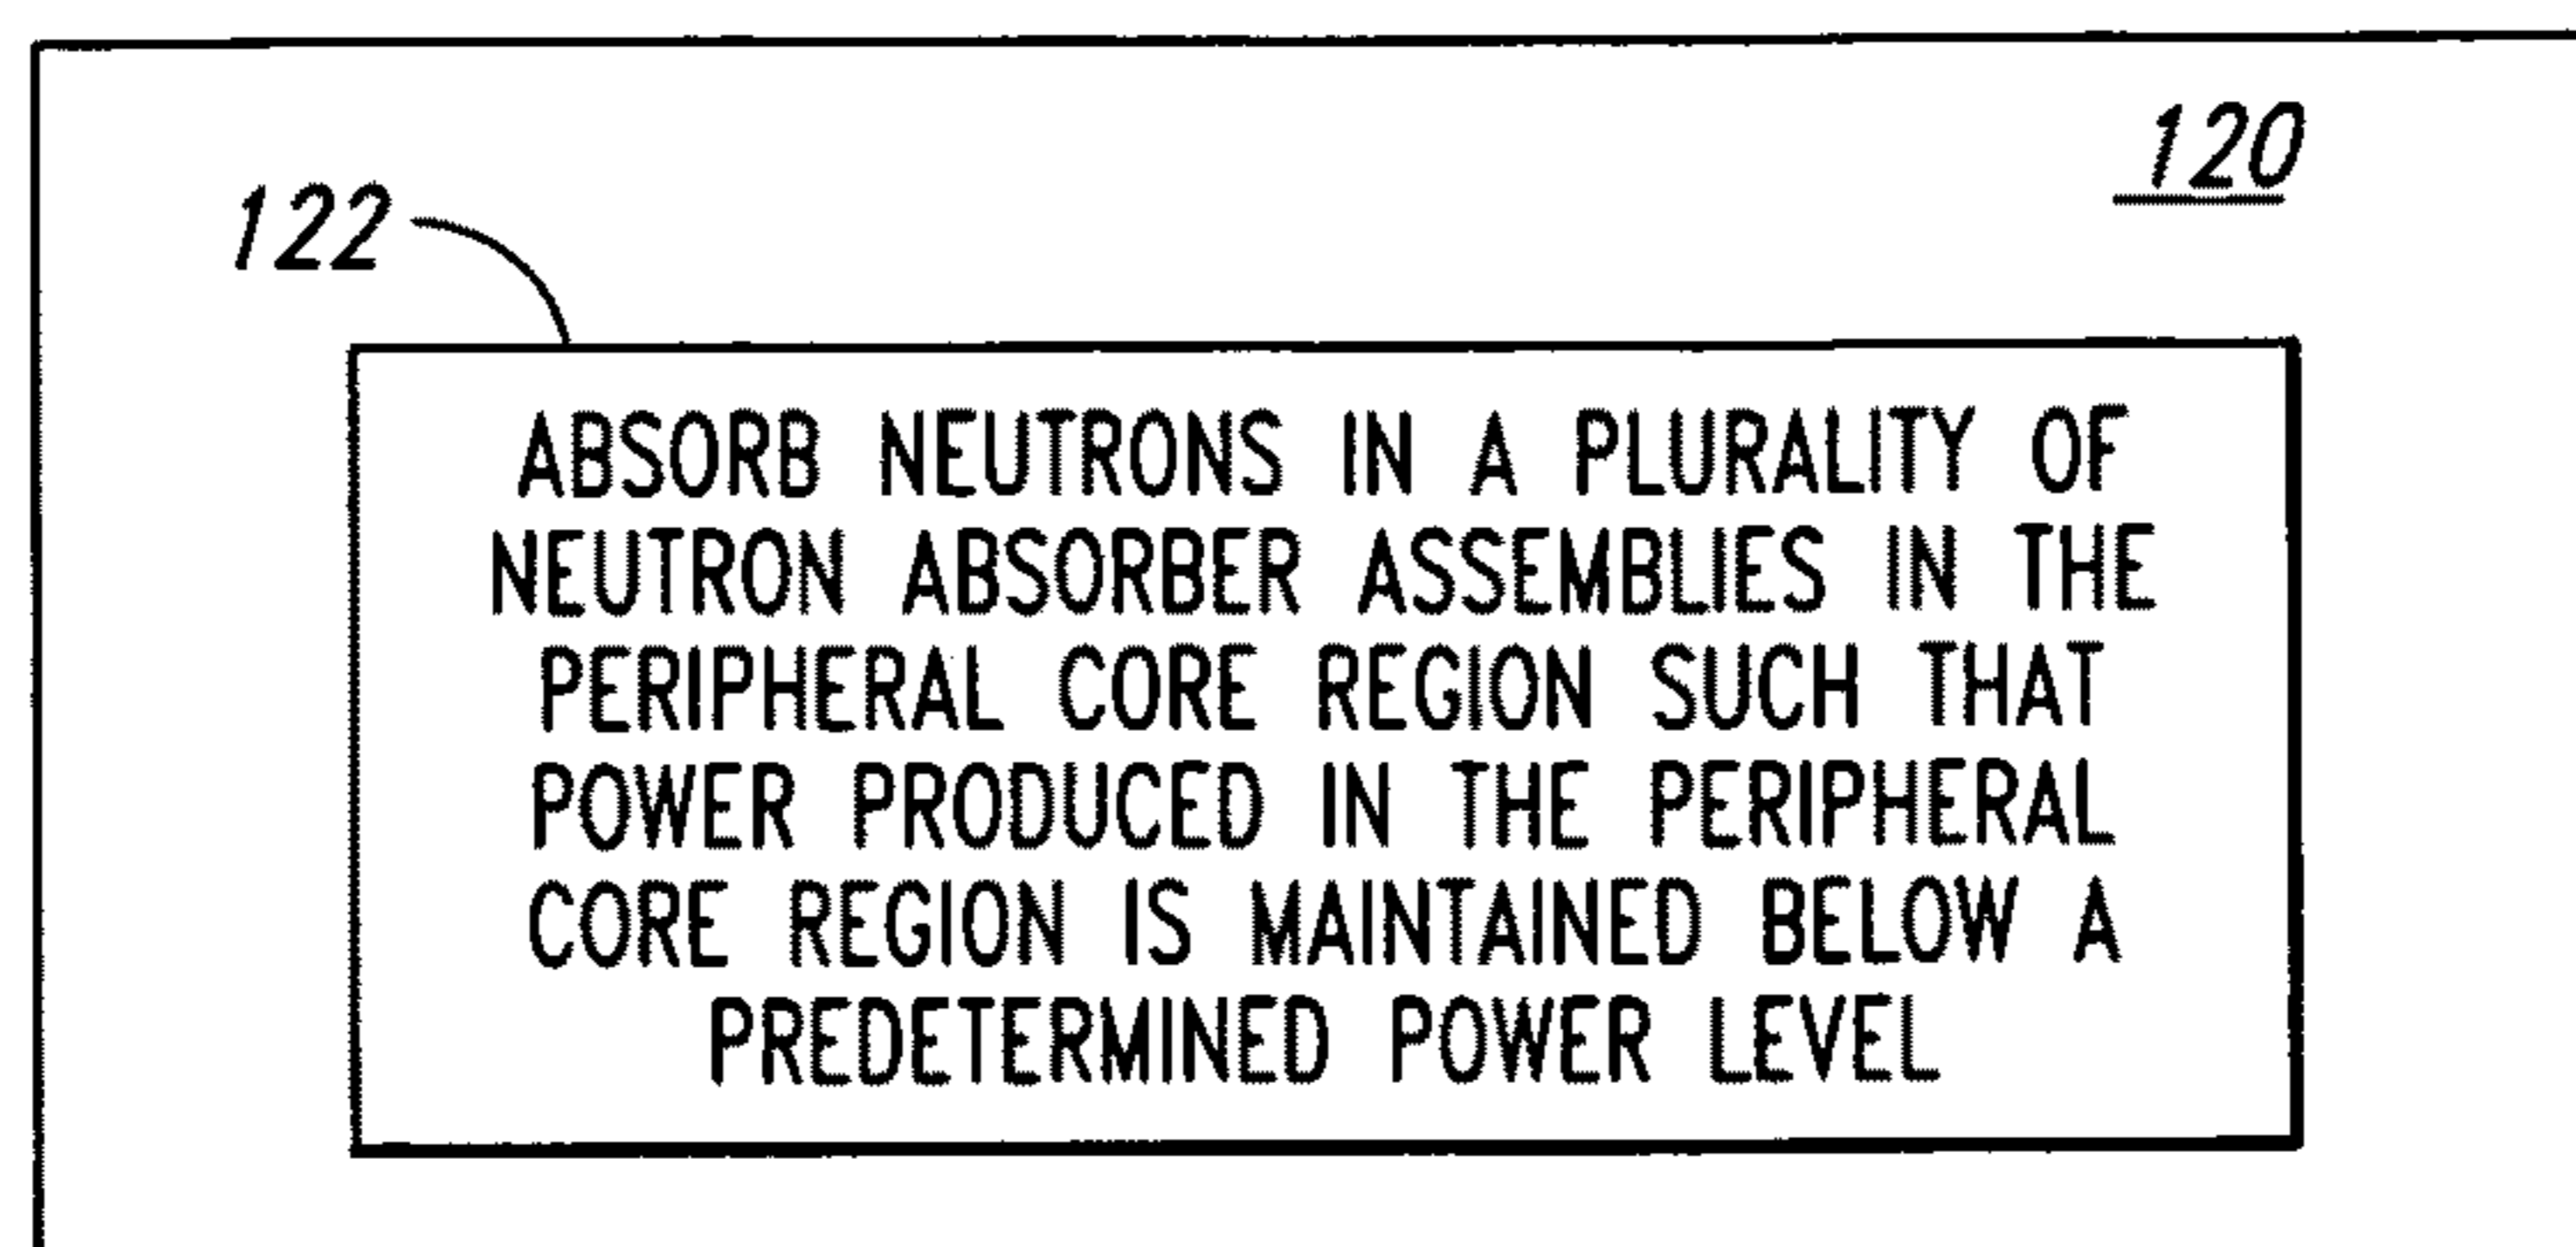 120
122
ABSORB NEUTRONS IN A PLURALITY OF
NEUTRON ABSORBER ASSEMBLIES IN THE
PERIPHERAL CORE REGION SUCH THAT
POWER PRODUCED IN THE PERIPHERAL
CORE REGION IS MAINTAINED BELOW A
PREDETERMINED POWER LEVEL